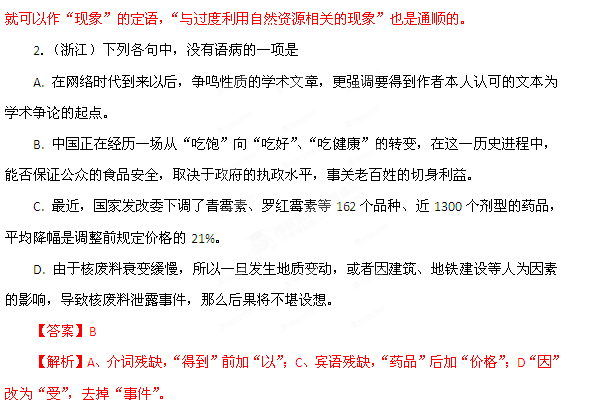 就可以作“现象”的定语，“与过度利用自然资源相关的现象”也是通顺的。
2.（浙江）下列各句中，没有语病的一项是
A. 在网络时代到来以后，争鸣性质的学术文章，更强调要得到作者本人认可的文本为
学术争论的起点。
B. 中国正在经历一场从“吃饱”向“吃好”、“吃健康”的转变，在这一历史进程中，
能否保证公众的食品安全，取决于政府的执政水平，事关老百姓的切身利益。
C. 最近，国家发改委下调了青霉素、罗红霉素等 162 个品种、近 1300 个剂型的药品，
平均降幅是调整前规定价格的 21%。
D. 由于核废料衰变缓慢，所以一旦发生地质变动，或者因建筑、地铁建设等人为因素
的影响，导致核废料泄露事件，那么后果将不堪设想。
【答案】B
【解析】A、介词残缺，“得到”前加“以”；C、宾语残缺，“药品”后加“价格”；D“因”
改为“受”，去掉“事件”。